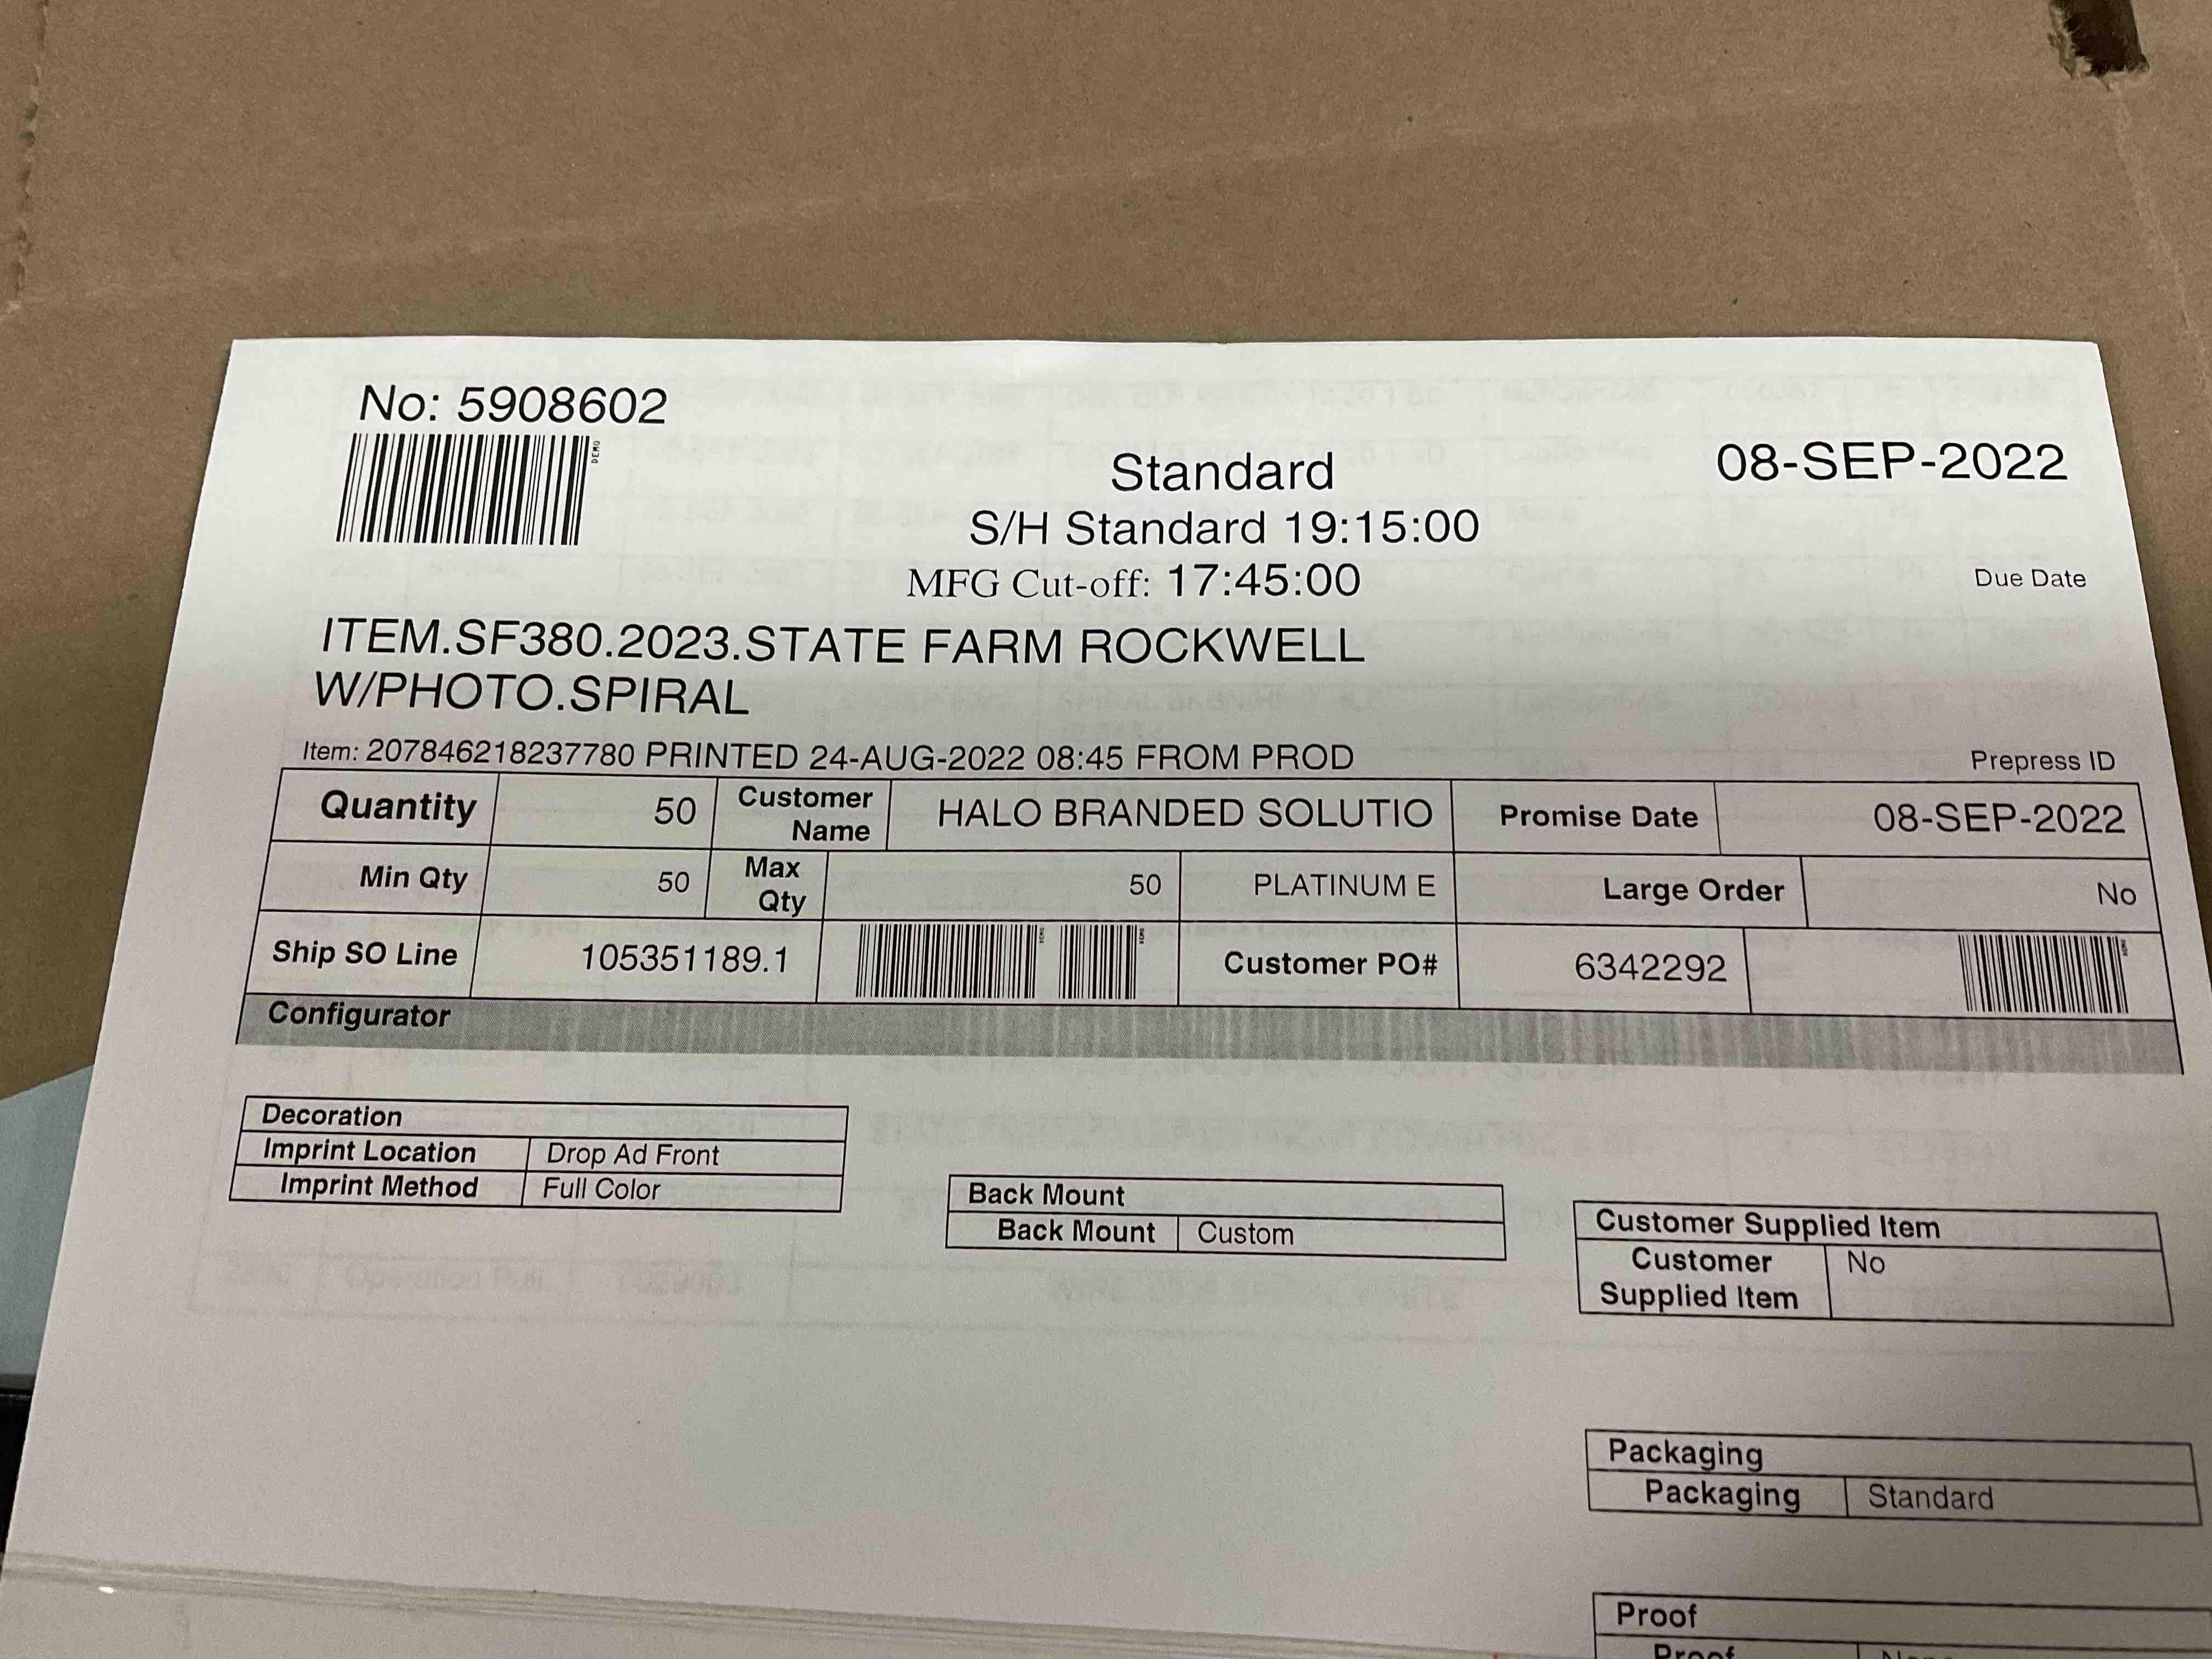 No: 5908602
DEMO
08-SEP-2022
Standard
S/H Standard 19:15:00
MFG Cut-off: 17:45:00
Due Date
ITEM.SF380.2023.STATE FARM ROCKWELL
W/PHOTO.SPIRAL
Item: 207846218237780 PRINTED 24-AUG-2022 08:45 FROM PROD
Prepress ID
Quantity 50 Customer Name HALO BRANDED SOLUTIO Promise Date 08-SEP-2022
Min Qty 50 Max Qty 50 PLATINUM E Large Order No
Ship SO Line 105351189.1 DEMO DEMO Customer PO# 6342292 DEMO
Configurator
Decoration
Imprint Location Drop Ad Front
Imprint Method Full Color
Back Mount
Back Mount Custom
Customer Supplied Item
Customer Supplied Item No
Packaging
Packaging Standard
Proof
Proof